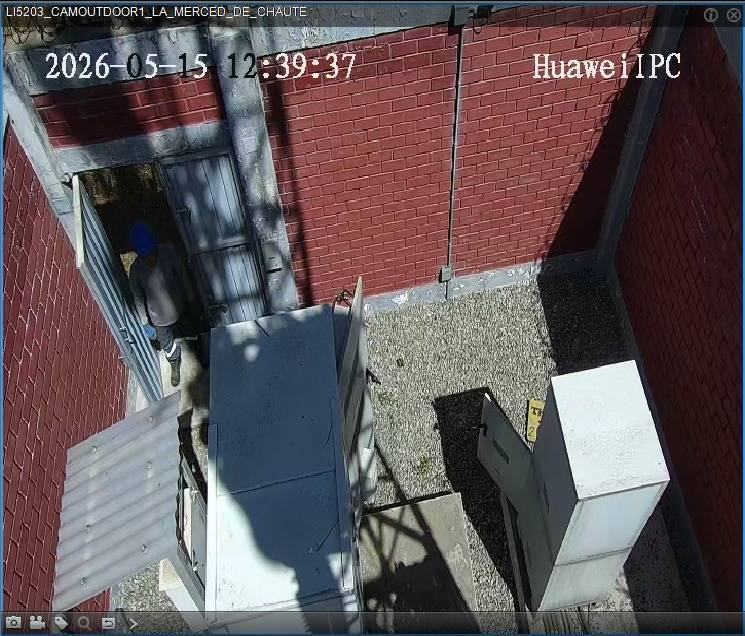 LI5203_CAMOUTDOOR1_LA_MERCED_DE_CHAUTE
2026-05-15 12:39:37
HuaweiIPC